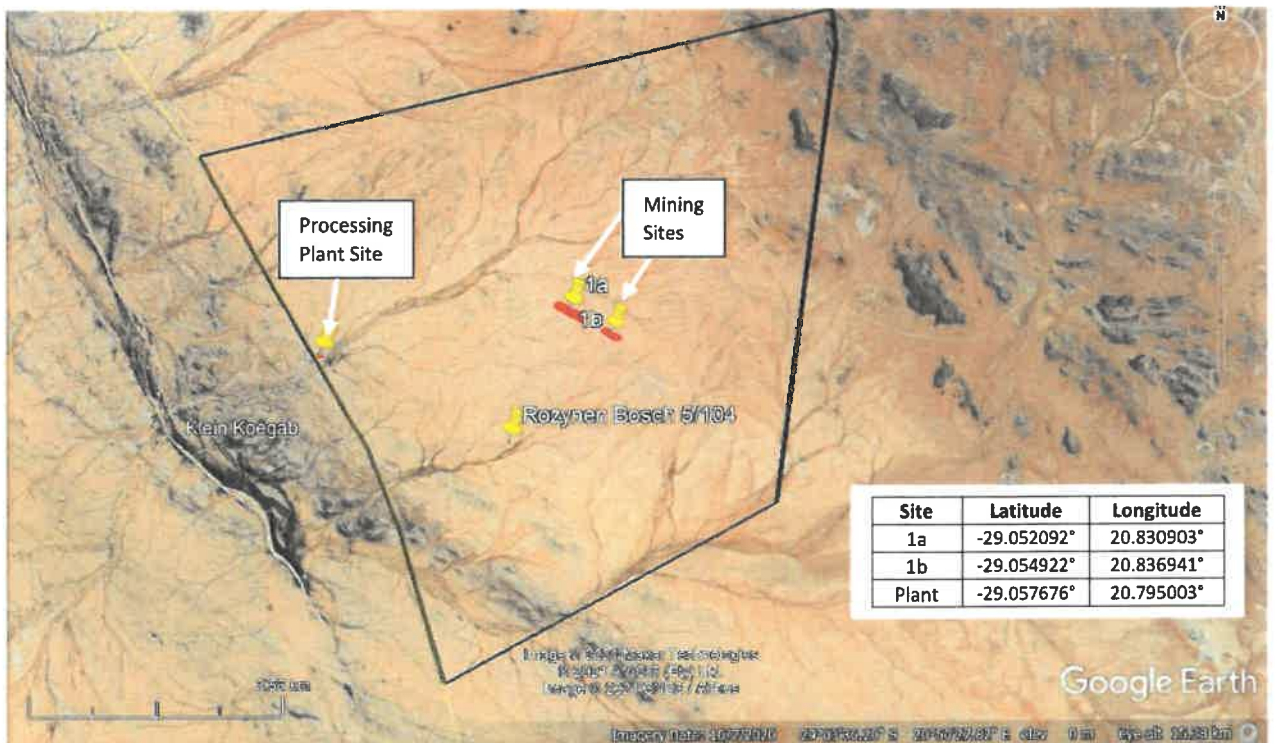 N
Processing
Plant Site
Mining
Sites
1a
1b
Rozynen Bosch 5/104
Klein Koegab
Site Latitude Longitude
1a -29.052092° 20.830903°
1b -29.054922° 20.836941°
Plant -29.057676° 20.795003°
Google Earth